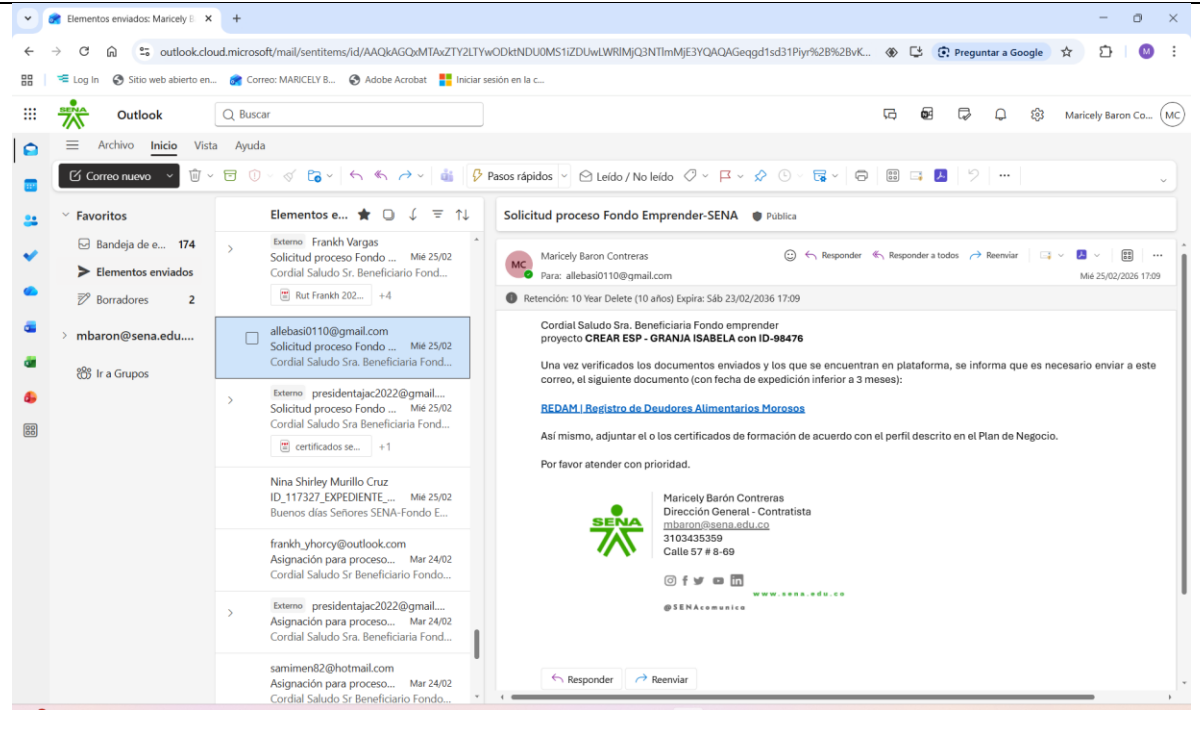 Elementos enviados: Maricely B
outlook.cloud.microsoft/mail/sentitems/id/AAQkAGQxMTAxZTY2LTYwODktNDU0MS1iZDUwLWRlMjQ3NTlmMjE3YQAQAGeqgd1sd31Piyr%2B%2BvK...
Preguntar a Google
M
Log In
Sitio web abierto en...
Correo: MARICELY B...
Adobe Acrobat
Iniciar sesión en la c...
SENA
Outlook
Buscar
Maricely Baron Co...
MC
Archivo Inicio Vista Ayuda
Correo nuevo
Pasos rápidos
Leído / No leído
Favoritos
Bandeja de e... 174
Elementos enviados
Borradores 2
mbaron@sena.edu....
Ir a Grupos
Elementos e...
Externo Frankh Vargas
Solicitud proceso Fondo ... Mié 25/02
Cordial Saludo Sr. Beneficiario Fond...
Rut Frankh 202... +4
allebasi0110@gmail.com
Solicitud proceso Fondo ... Mié 25/02
Cordial Saludo Sra. Beneficiaria Fond...
Externo presidentajac2022@gmail....
Solicitud proceso Fondo ... Mié 25/02
Cordial Saludo Sra Beneficiaria Fond...
certificados se... +1
Nina Shirley Murillo Cruz
ID_117327_EXPEDIENTE_... Mié 25/02
Buenos días Señores SENA-Fondo E...
frankh_yhorcy@outlook.com
Asignación para proceso... Mar 24/02
Cordial Saludo Sr Beneficiario Fondo...
Externo presidentajac2022@gmail....
Asignación para proceso... Mar 24/02
Cordial Saludo Sra. Beneficiaria Fond...
samimen82@hotmail.com
Asignación para proceso... Mar 24/02
Cordial Saludo Sr Beneficiario Fondo...
Solicitud proceso Fondo Emprender-SENA
Pública
MC
Maricely Baron Contreras
Responder
Responder a todos
Reenviar
Para: allebasi0110@gmail.com
Mié 25/02/2026 17:09
Retención: 10 Year Delete (10 años) Expira: Sáb 23/02/2036 17:09
Cordial Saludo Sra. Beneficiaria Fondo emprender
proyecto CREAR ESP - GRANJA ISABELA con ID-98476
Una vez verificados los documentos enviados y los que se encuentran en plataforma, se informa que es necesario enviar a este
correo, el siguiente documento (con fecha de expedición inferior a 3 meses):
REDAM | Registro de Deudores Alimentarios Morosos
Así mismo, adjuntar el o los certificados de formación de acuerdo con el perfil descrito en el Plan de Negocio.
Por favor atender con prioridad.
SENA
Maricely Barón Contreras
Dirección General - Contratista
mbaron@sena.edu.co
3103435359
Calle 57 # 8-69
www.sena.edu.co
@SENAcomunica
Responder
Reenviar